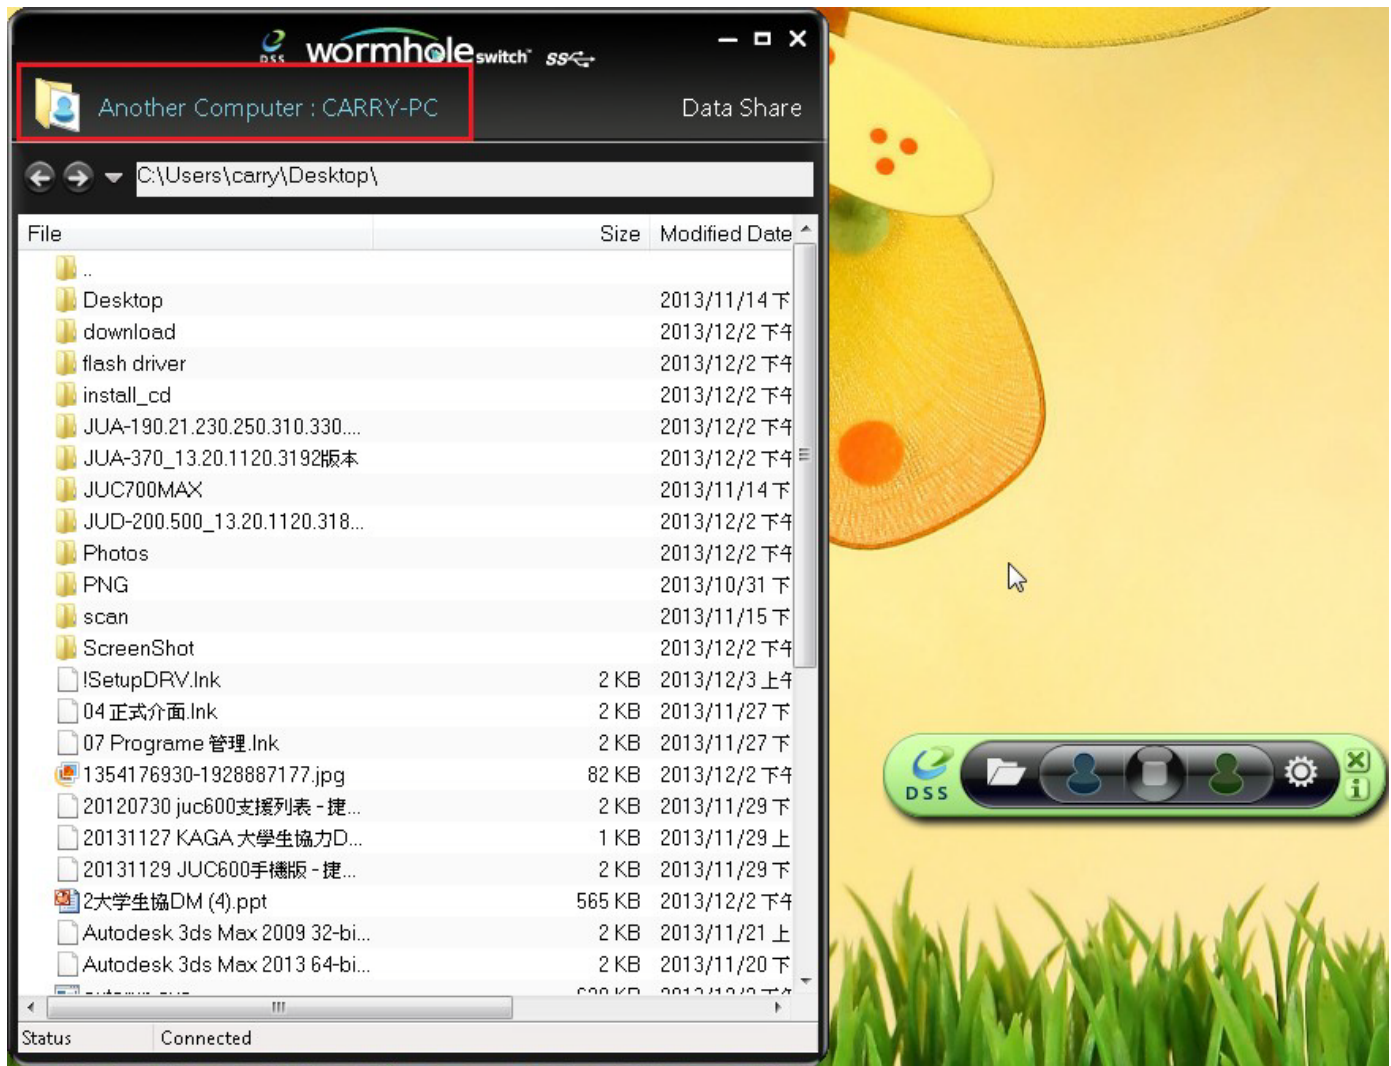 DSS wormhole switch™ SS
Another Computer : CARRY-PC
Data Share
C:\Users\carry\Desktop\
File Size Modified Date
..
Desktop 2013/11/14 下
download 2013/12/2 下午
flash driver 2013/12/2 下午
install_cd 2013/12/2 下午
JUA-190.21.230.250.310.330.... 2013/12/2 下午
JUA-370_13.20.1120.3192版本 2013/12/2 下午
JUC700MAX 2013/11/14 下
JUD-200.500_13.20.1120.318... 2013/12/2 下午
Photos 2013/12/2 下午
PNG 2013/10/31 下
scan 2013/11/15 下
ScreenShot 2013/12/2 下午
!SetupDRV.lnk 2 KB 2013/12/3 上午
04 正式介面.lnk 2 KB 2013/11/27 下
07 Programe 管理.lnk 2 KB 2013/11/27 下
1354176930-1928887177.jpg 82 KB 2013/12/2 下午
20120730 juc600支援列表 - 捷... 2 KB 2013/11/29 下
20131127 KAGA 大學生協力D... 1 KB 2013/11/29 上
20131129 JUC600手機版 - 捷... 2 KB 2013/11/29 下
2大学生協DM (4).ppt 565 KB 2013/12/2 下午
Autodesk 3ds Max 2009 32-bi... 2 KB 2013/11/21 上
Autodesk 3ds Max 2013 64-bi... 2 KB 2013/11/20 下
Status Connected
DSS